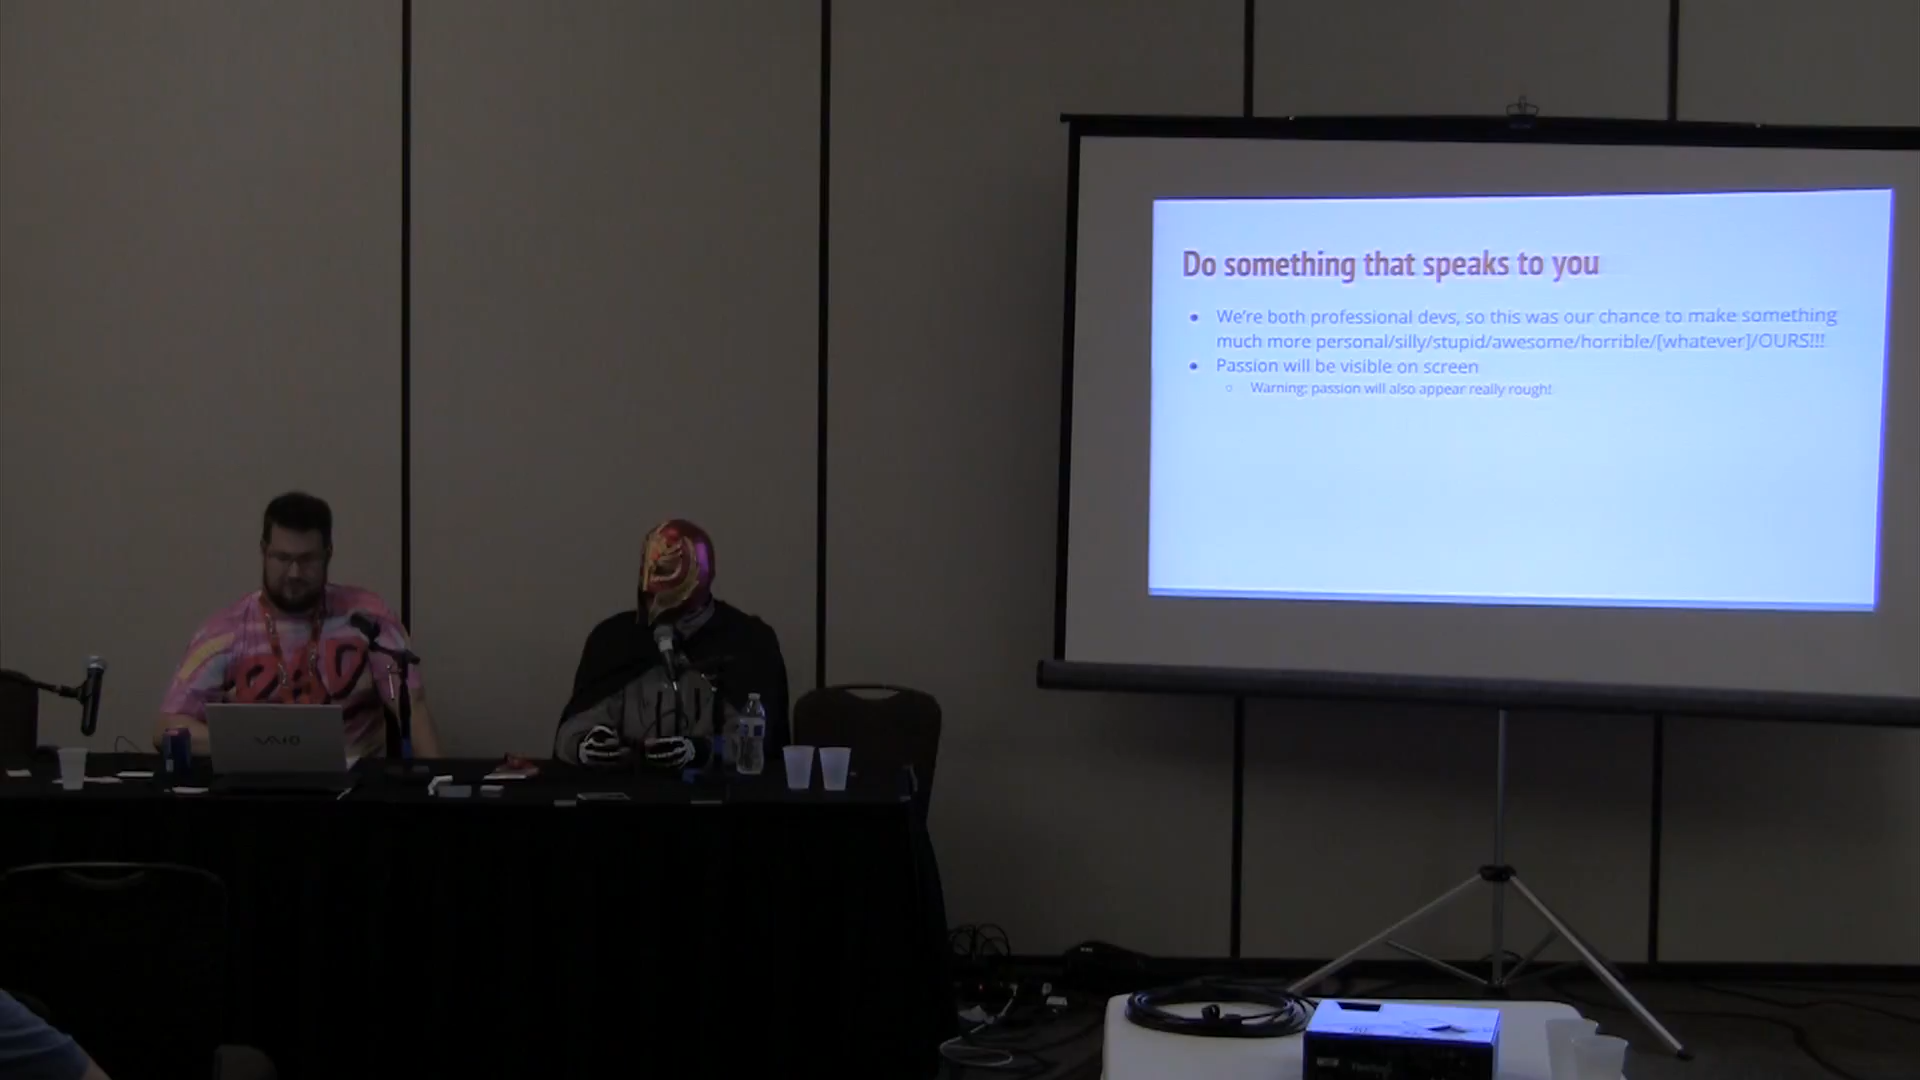 Do something that speaks to you
We're both professional devs, so this was our chance to make something
much more personal/silly/stupid/awesome/horrible/[whatever]/OURS!!!
Passion will be visible on screen
Warning: passion will also appear really rough!
VAIO